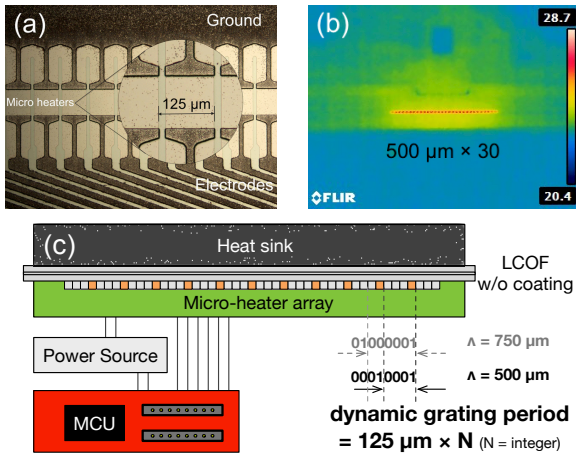 (a)
Ground
Micro heaters
125 μm
Electrodes
(b)
28.7
500 μm × 30
20.4
FLIR
(c)
Heat sink
LCOF
w/o coating
Micro-heater array
Power Source
MCU
01000001
Λ = 750 μm
00010001
Λ = 500 μm
dynamic grating period
= 125 μm × N (N = integer)